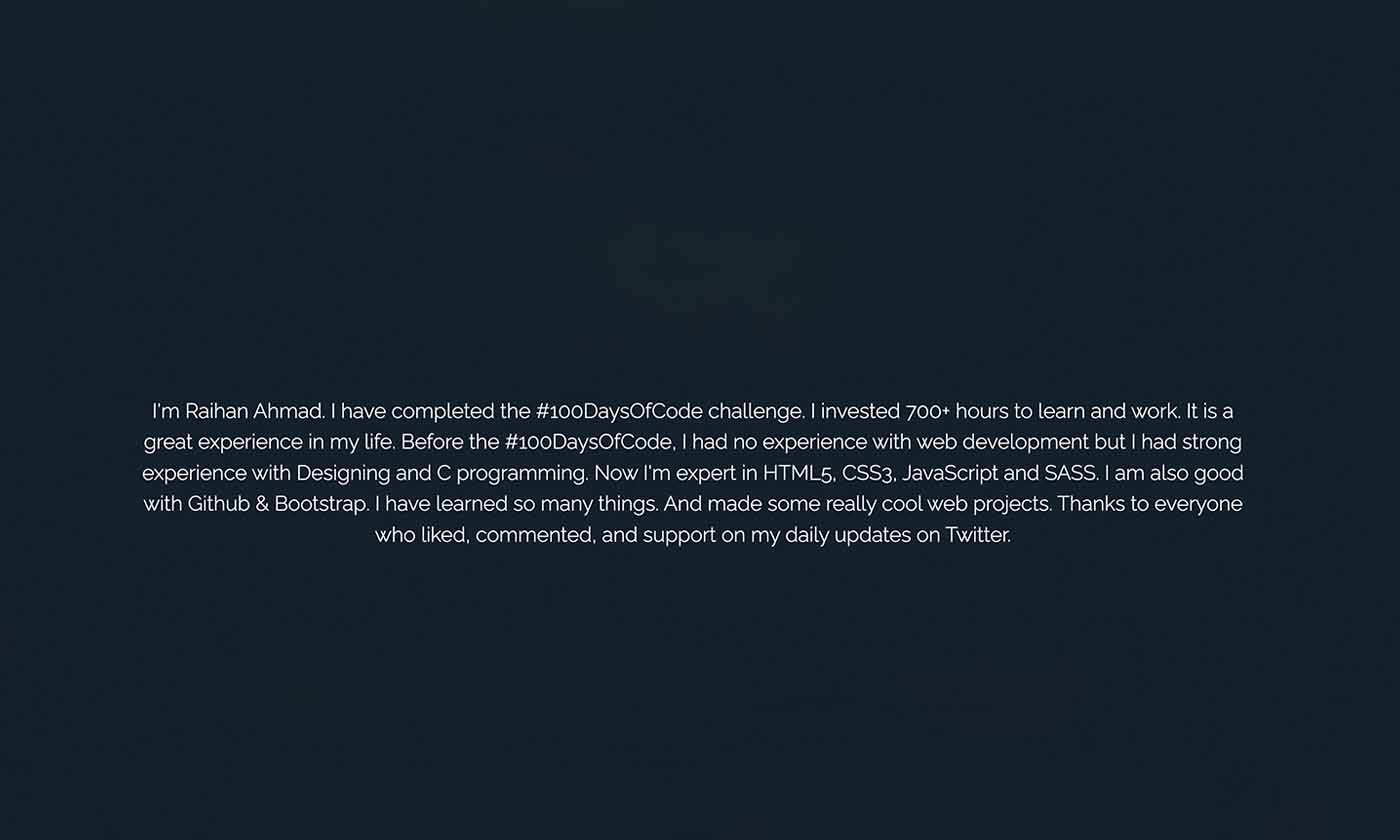 I'm Raihan Ahmad. I have completed the #100DaysOfCode challenge. I invested 700+ hours to learn and work. It is a
great experience in my life. Before the #100DaysOfCode, I had no experience with web development but I had strong
experience with Designing and C programming. Now I'm expert in HTML5, CSS3, JavaScript and SASS. I am also good
with Github & Bootstrap. I have learned so many things. And made some really cool web projects. Thanks to everyone
who liked, commented, and support on my daily updates on Twitter.